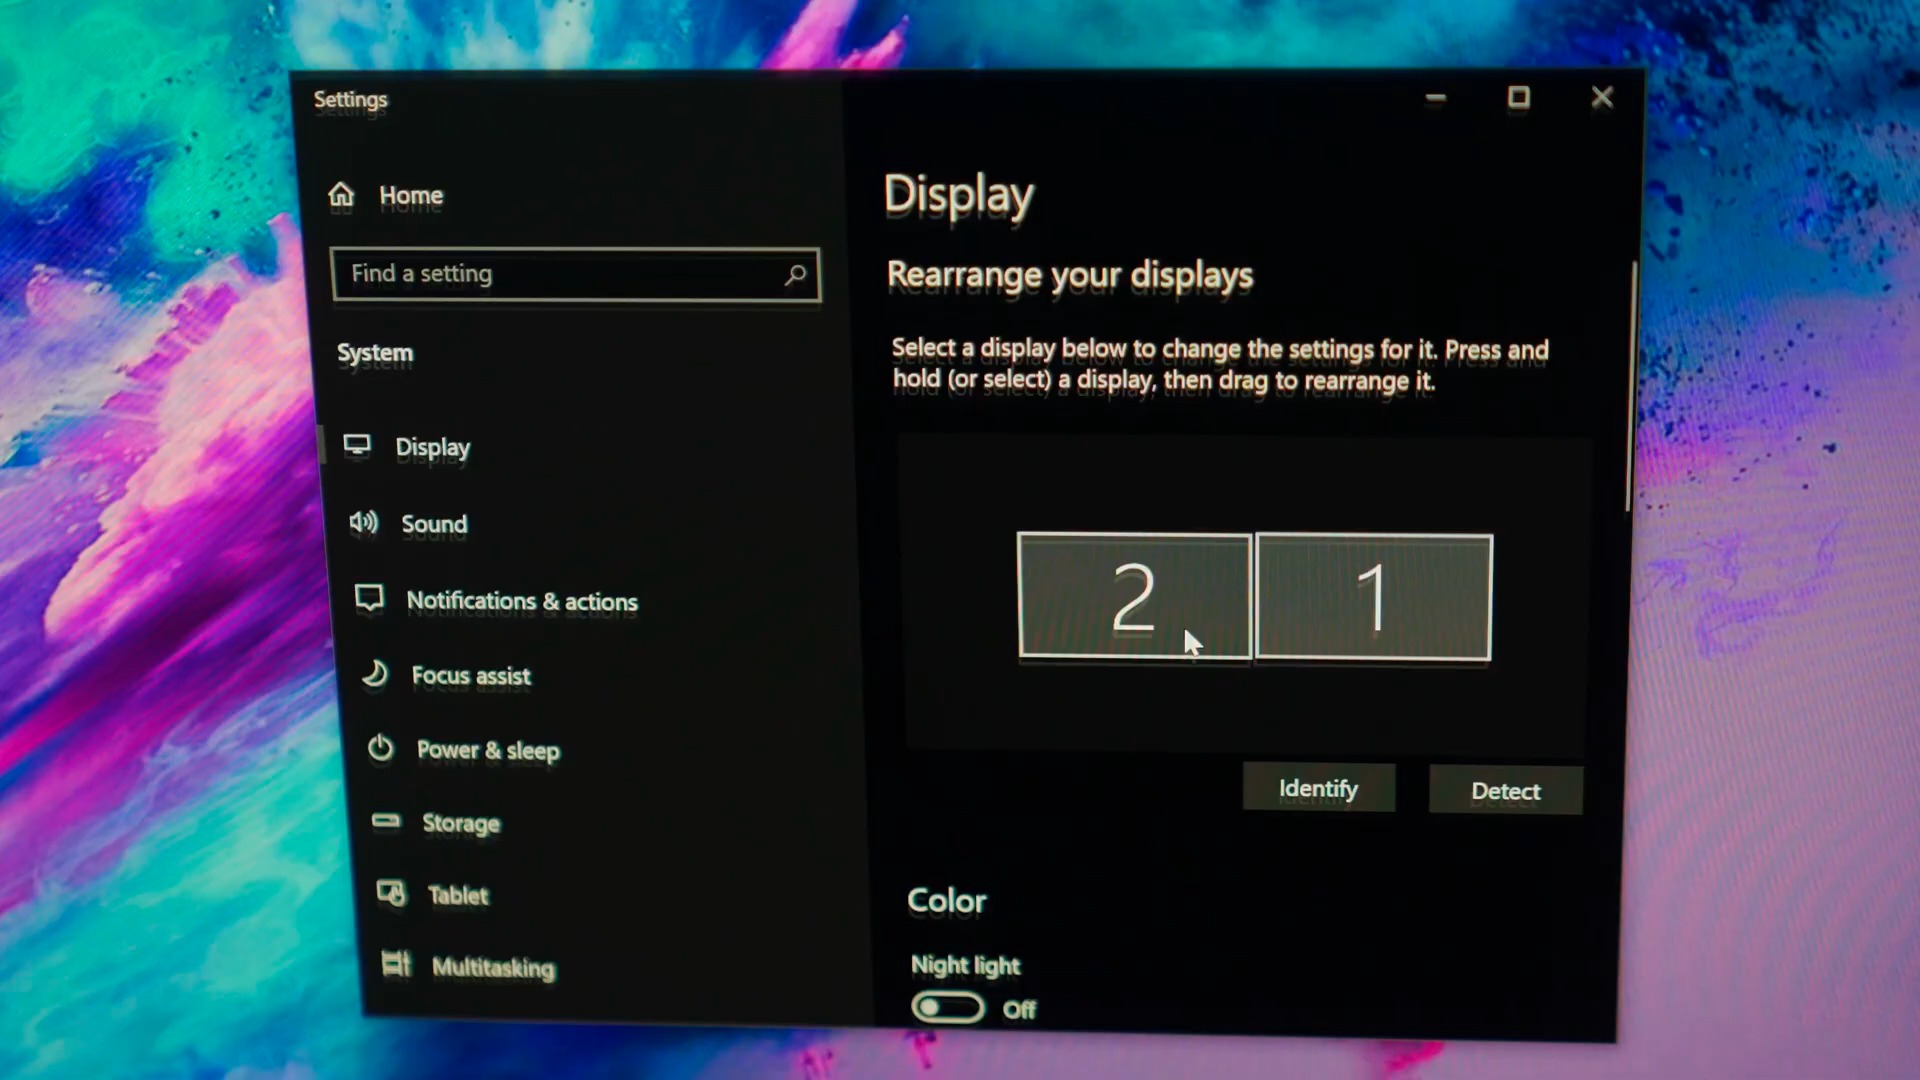 Settings
Home
Find a setting
System
Display
Sound
Notifications & actions
Focus assist
Power & sleep
Storage
Tablet
Multitasking
Display
Rearrange your displays
Select a display below to change the settings for it. Press and
hold (or select) a display, then drag to rearrange it.
2 1
Identify Detect
Color
Night light
Off